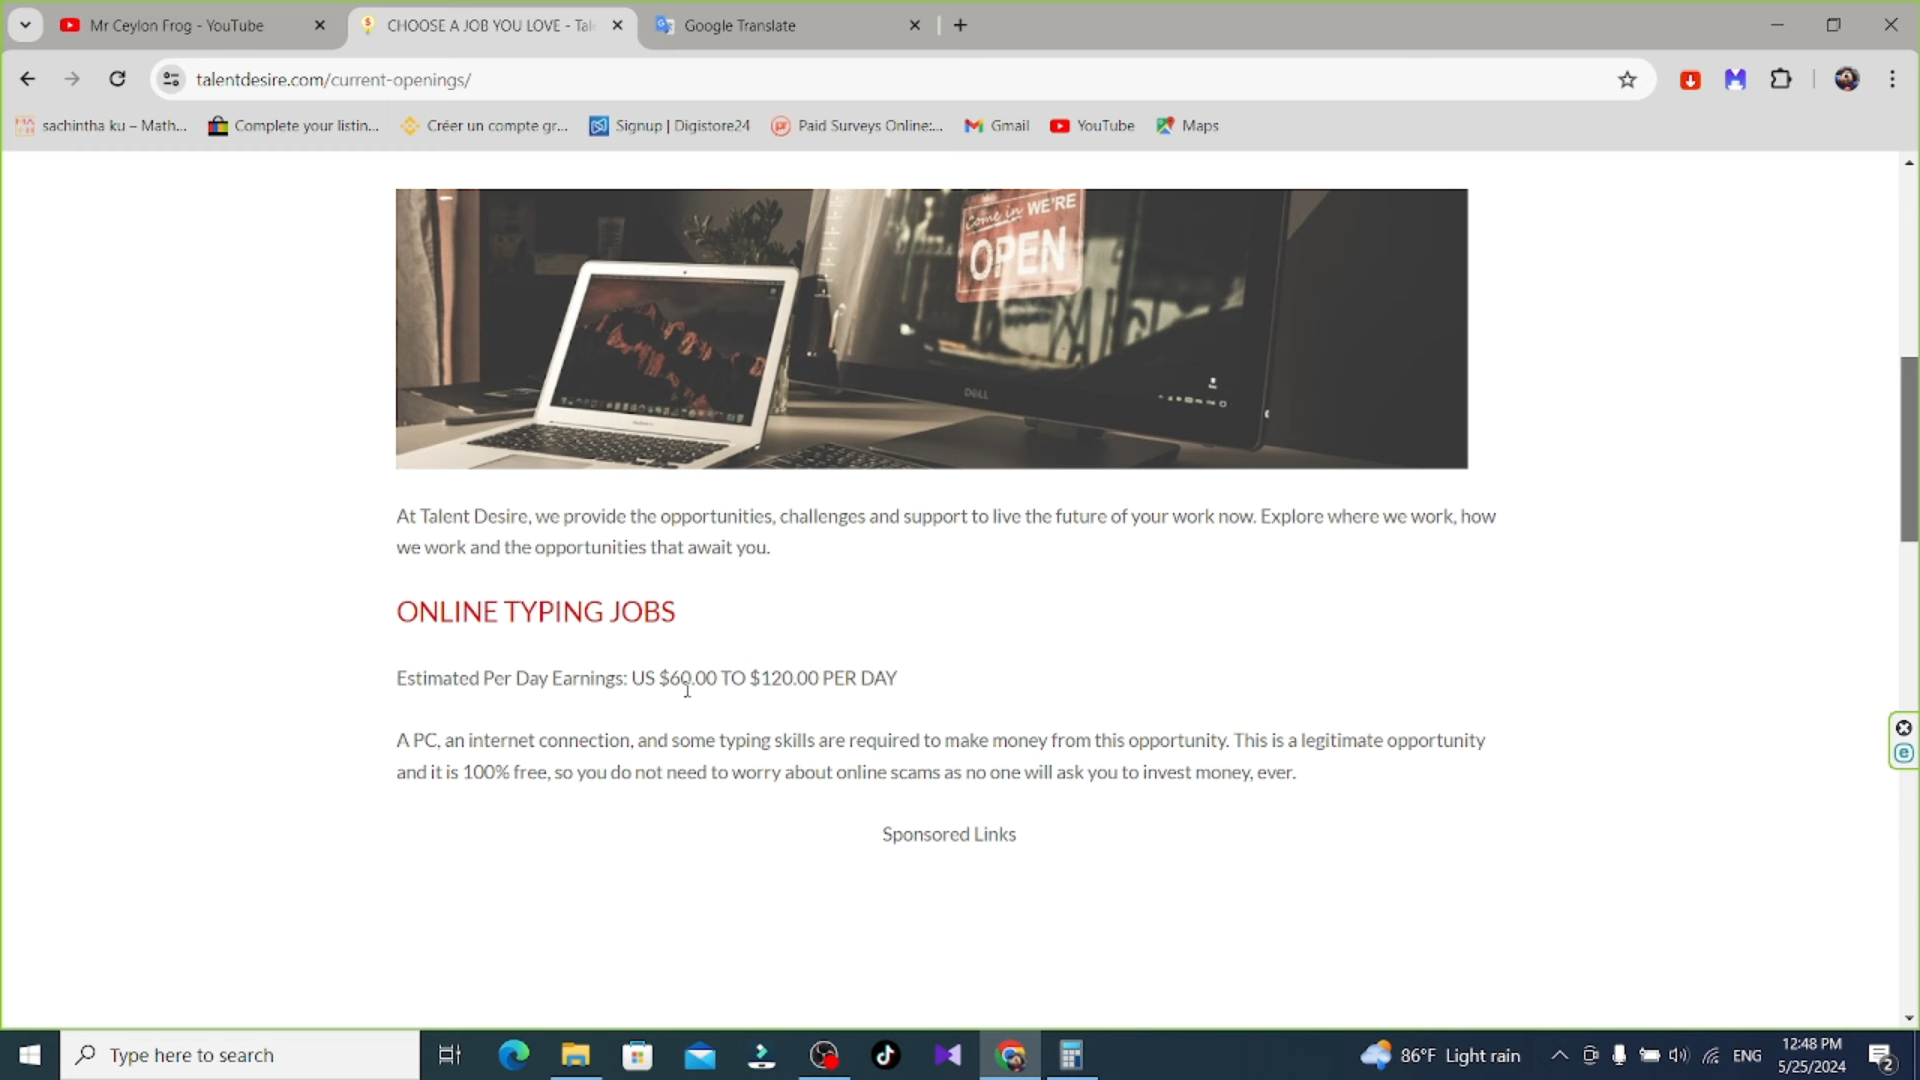 Mr Ceylon Frog - YouTube
CHOOSE A JOB YOU LOVE - Tal
Google Translate
talentdesire.com/current-openings/
sachintha ku – Math...
Complete your listin...
Créer un compte gr...
Signup | Digistore24
Paid Surveys Online:...
Gmail
YouTube
Maps
Come in WE'RE
OPEN
DELL
At Talent Desire, we provide the opportunities, challenges and support to live the future of your work now. Explore where we work, how
we work and the opportunities that await you.
ONLINE TYPING JOBS
Estimated Per Day Earnings: US $60.00 TO $120.00 PER DAY
A PC, an internet connection, and some typing skills are required to make money from this opportunity. This is a legitimate opportunity
and it is 100% free, so you do not need to worry about online scams as no one will ask you to invest money, ever.
Sponsored Links
Type here to search
86°F Light rain
ENG
12:48 PM
5/25/2024
2